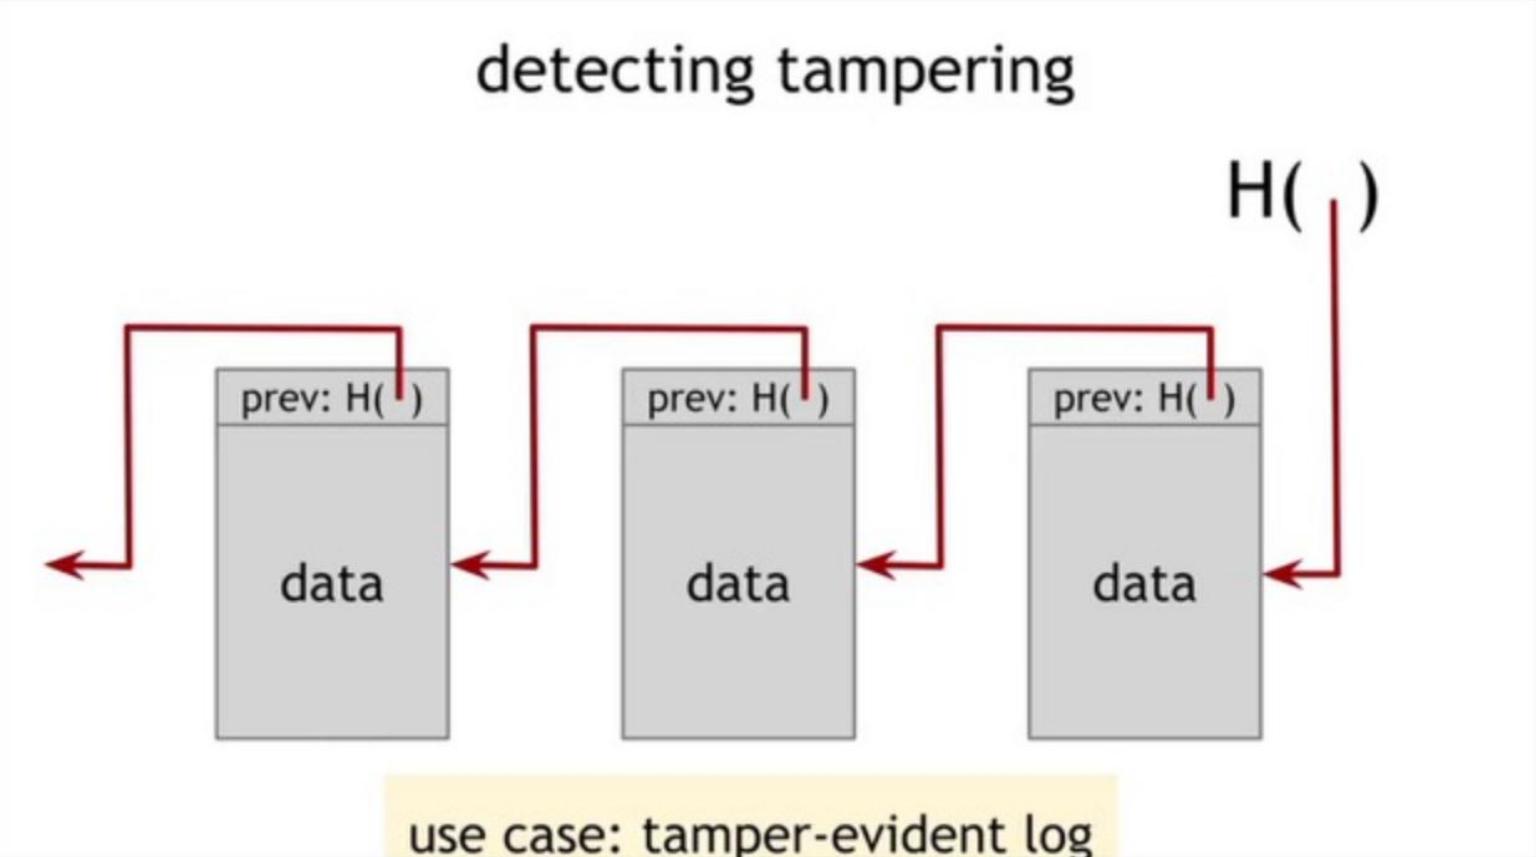 detecting tampering
H( )
prev: H( )
prev: H( )
prev: H( )
data
data
data
use case: tamper-evident log